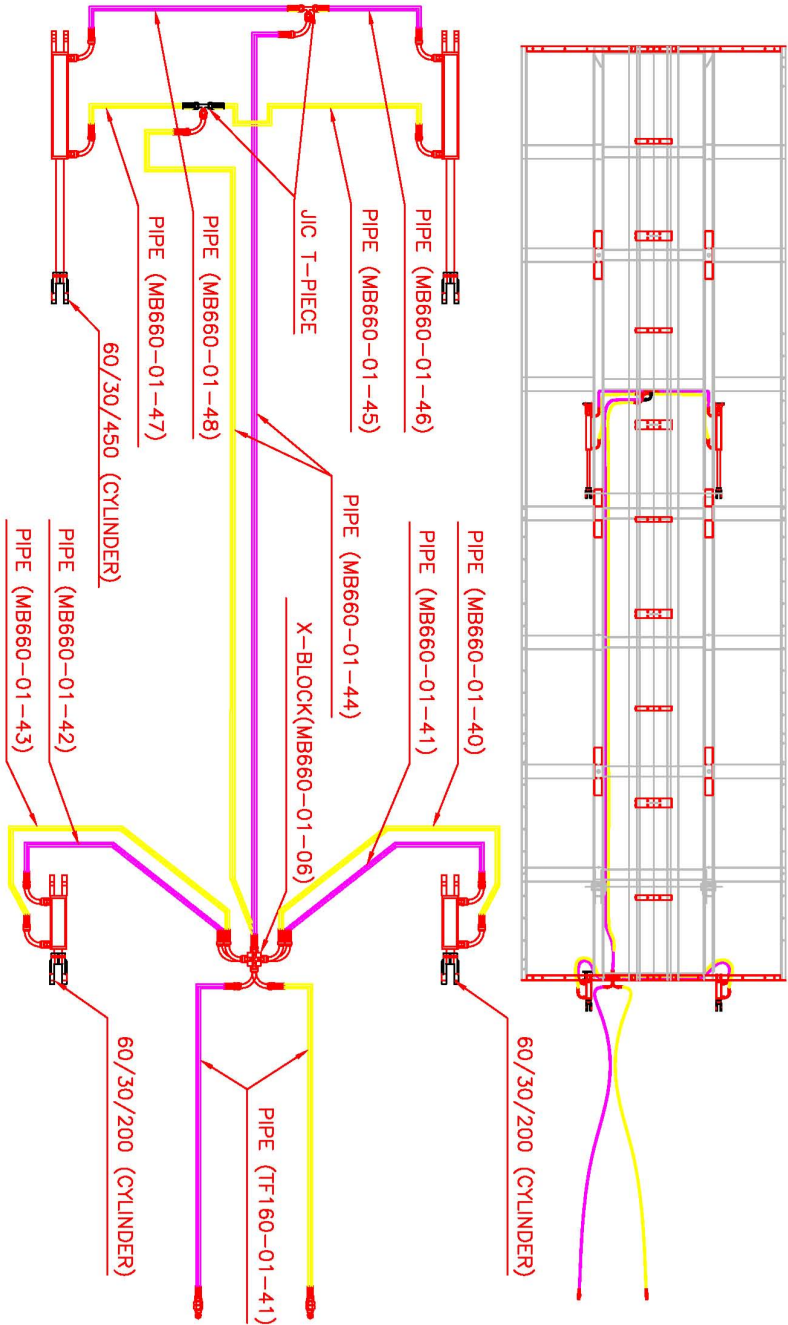 PIPE (MB660-01-46)
PIPE (MB660-01-45)
JIC T-PIECE
PIPE (MB660-01-48)
PIPE (MB660-01-47)
60/30/450 (CYLINDER)
PIPE (MB660-01-40)
PIPE (MB660-01-41)
PIPE (MB660-01-44)
X-BLOCK(MB660-01-06)
PIPE (MB660-01-42)
PIPE (MB660-01-43)
60/30/200 (CYLINDER)
PIPE (TF160-01-41)
60/30/200 (CYLINDER)